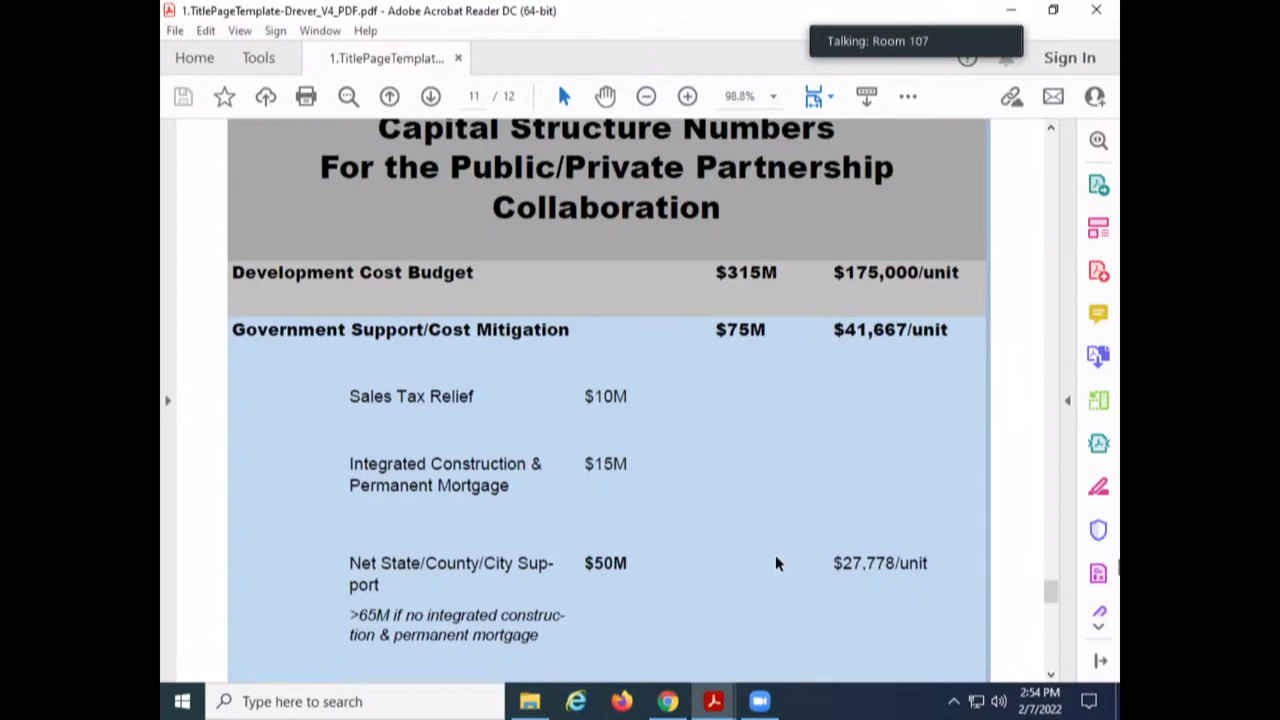 1.TitlePageTemplate-Drever_V4_PDF.pdf - Adobe Acrobat Reader DC (64-bit)
File Edit View Sign Window Help
Talking: Room 107
Home Tools 1.TitlePageTemplat... × Sign In
11 / 12 98.8%
Capital Structure Numbers
For the Public/Private Partnership
Collaboration
Development Cost Budget $315M $175,000/unit
Government Support/Cost Mitigation $75M $41,667/unit
Sales Tax Relief $10M
Integrated Construction & $15M
Permanent Mortgage
Net State/County/City Sup- $50M $27,778/unit
port
>65M if no integrated construc-
tion & permanent mortgage
Type here to search
2:54 PM
2/7/2022